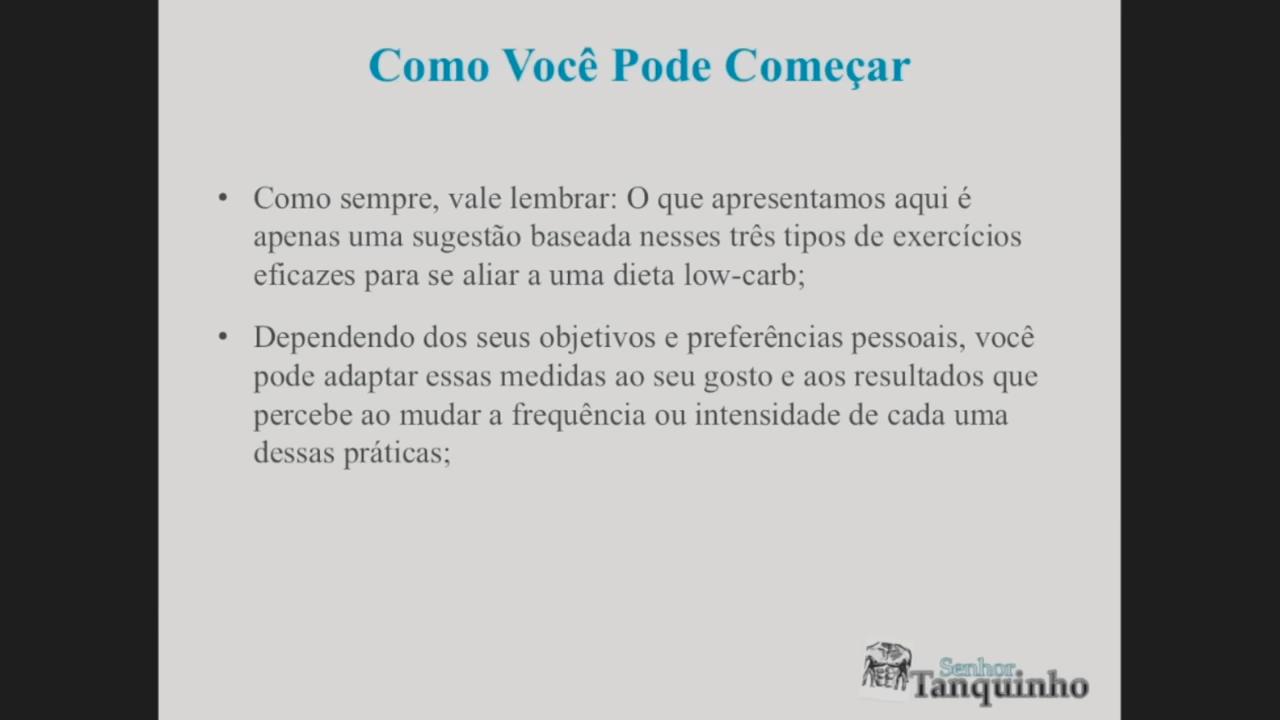 Como Você Pode Começar
• Como sempre, vale lembrar: O que apresentamos aqui é
apenas uma sugestão baseada nesses três tipos de exercícios
eficazes para se aliar a uma dieta low-carb;
• Dependendo dos seus objetivos e preferências pessoais, você
pode adaptar essas medidas ao seu gosto e aos resultados que
percebe ao mudar a frequência ou intensidade de cada uma
dessas práticas;
Senhor
Tanquinho